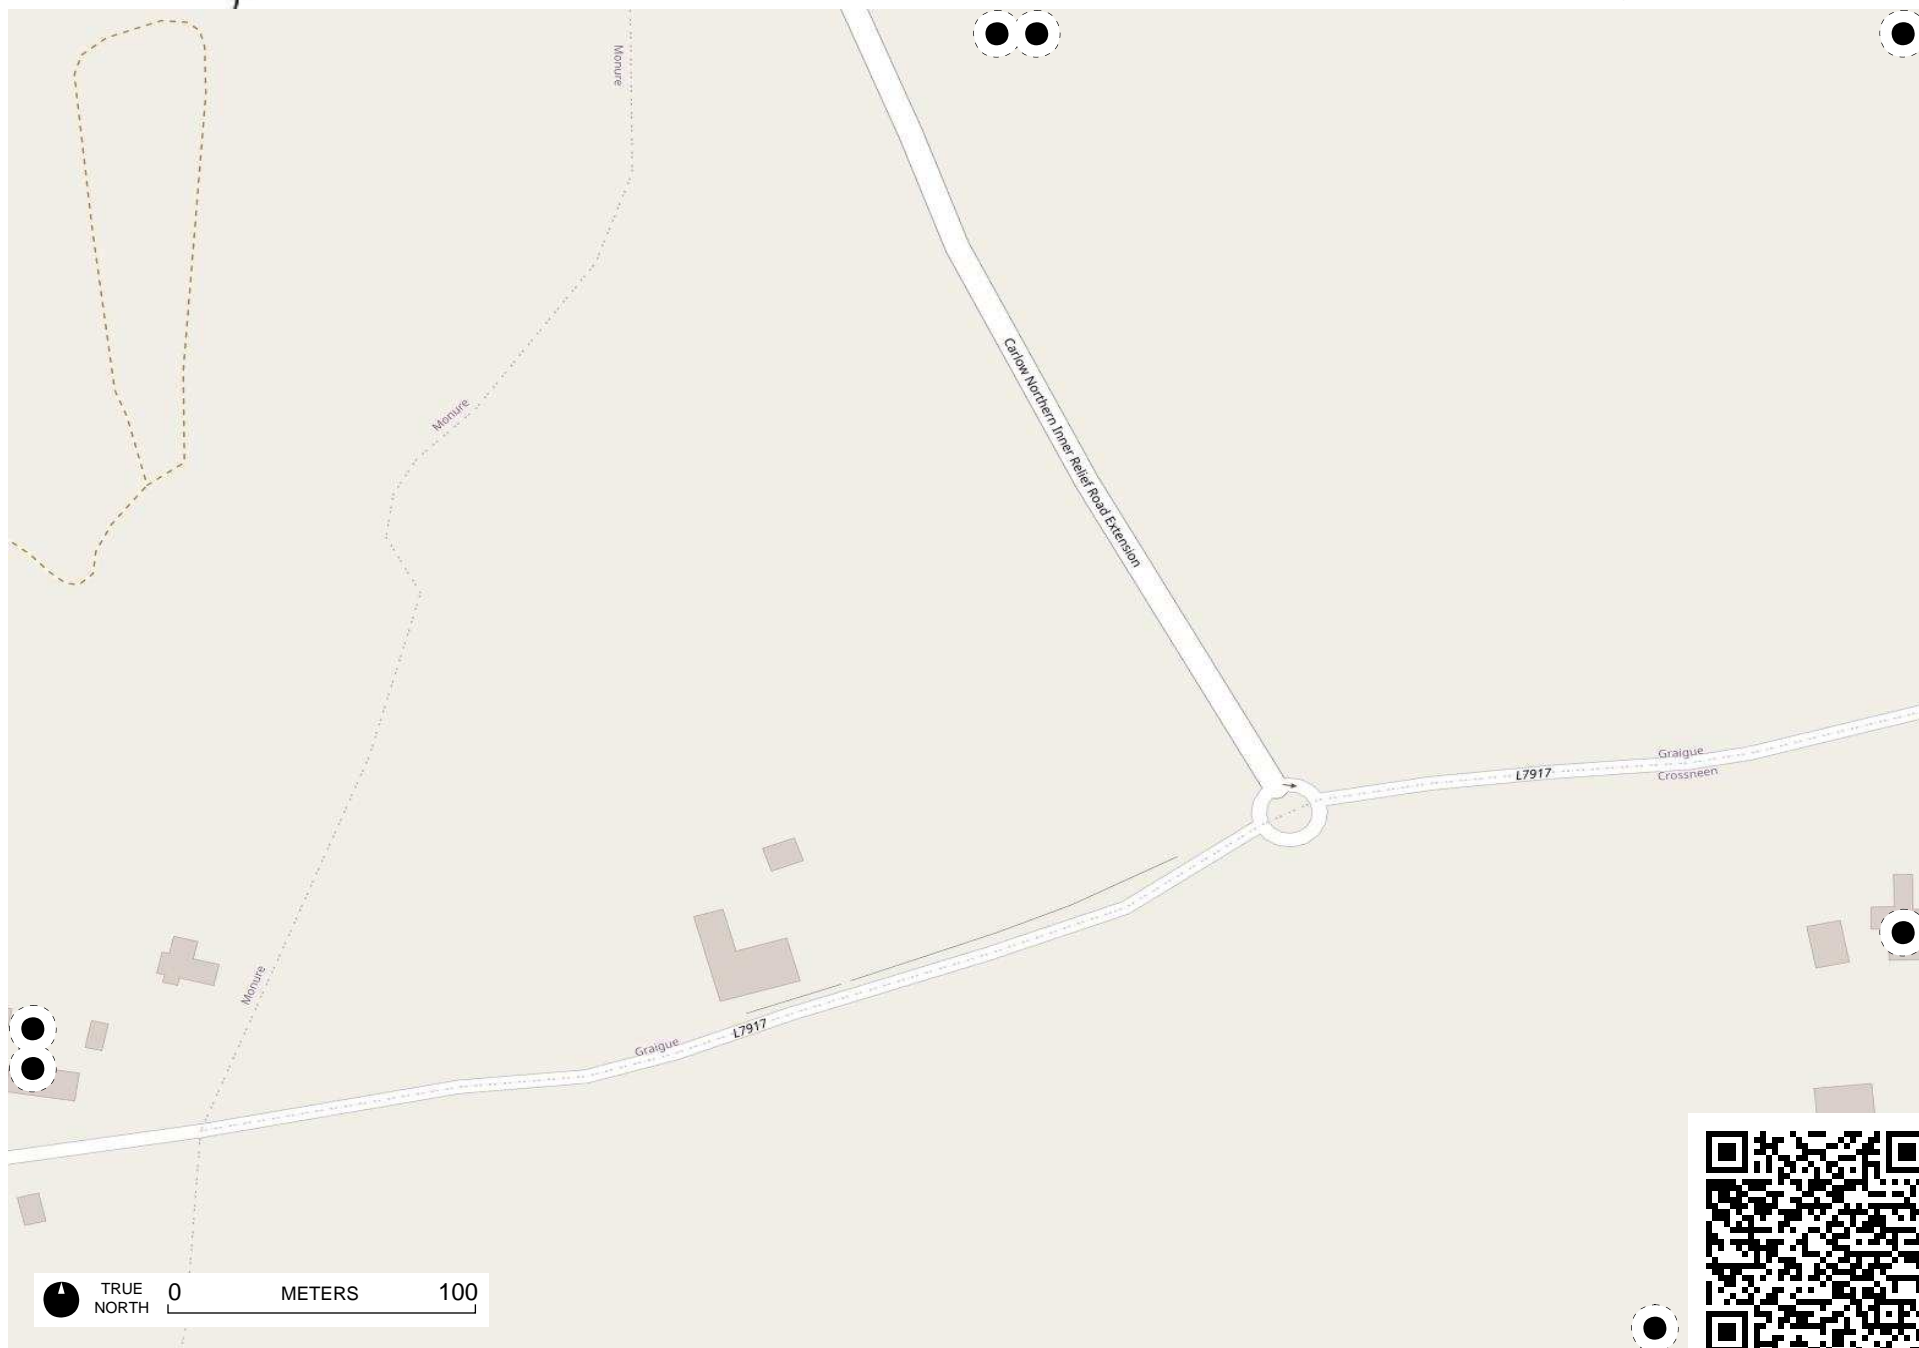 Monure
Carlow Northern Inner Relief Road Extension
Monure
Graigue
L7917
Crossneen
Monure
L7917
Graigue
TRUE
NORTH
0 METERS 100